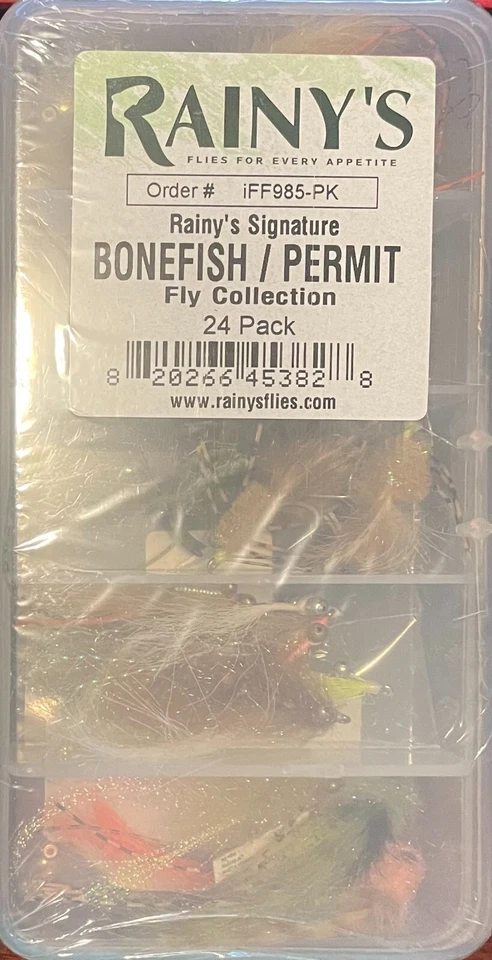 RAINY'S
FLIES FOR EVERY APPETITE
Order # iFF985-PK
Rainy's Signature
BONEFISH / PERMIT
Fly Collection
24 Pack
8 20266 45382 8
www.rainysflies.com